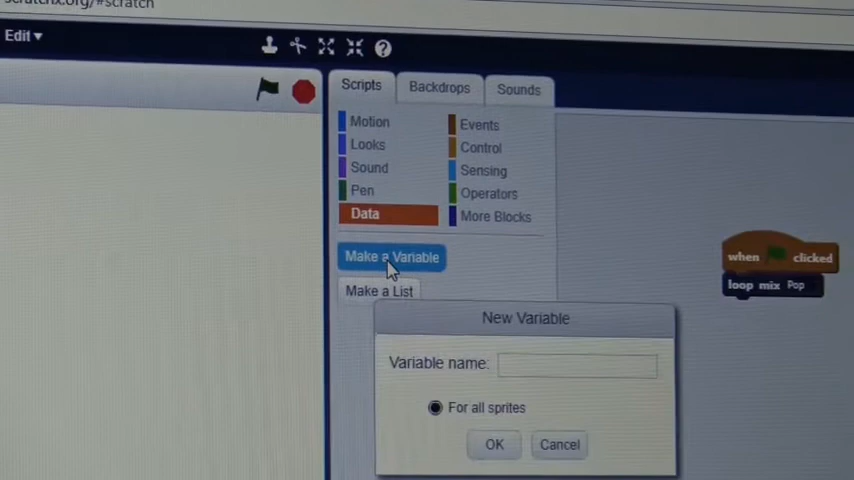 scratchx.org/#scratch
Edit
Scripts
Backdrops
Sounds
Motion
Events
Looks
Control
Sound
Sensing
Pen
Operators
Data
More Blocks
Make a Variable
when clicked
loop mix Pop
Make a List
New Variable
Variable name:
For all sprites
OK
Cancel